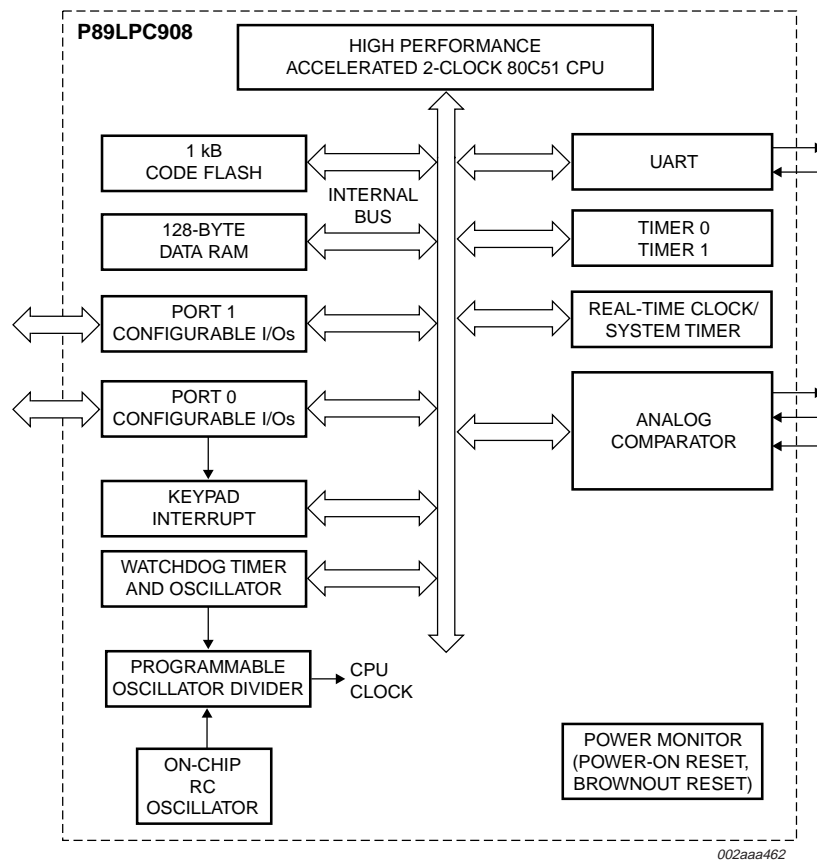 P89LPC908
HIGH PERFORMANCE
ACCELERATED 2-CLOCK 80C51 CPU
1 kB
CODE FLASH
INTERNAL
BUS
UART
128-BYTE
DATA RAM
TIMER 0
TIMER 1
PORT 1
CONFIGURABLE I/Os
REAL-TIME CLOCK/
SYSTEM TIMER
PORT 0
CONFIGURABLE I/Os
ANALOG
COMPARATOR
KEYPAD
INTERRUPT
WATCHDOG TIMER
AND OSCILLATOR
PROGRAMMABLE
OSCILLATOR DIVIDER
CPU
CLOCK
ON-CHIP
RC
OSCILLATOR
POWER MONITOR
(POWER-ON RESET,
BROWNOUT RESET)
002aaa462